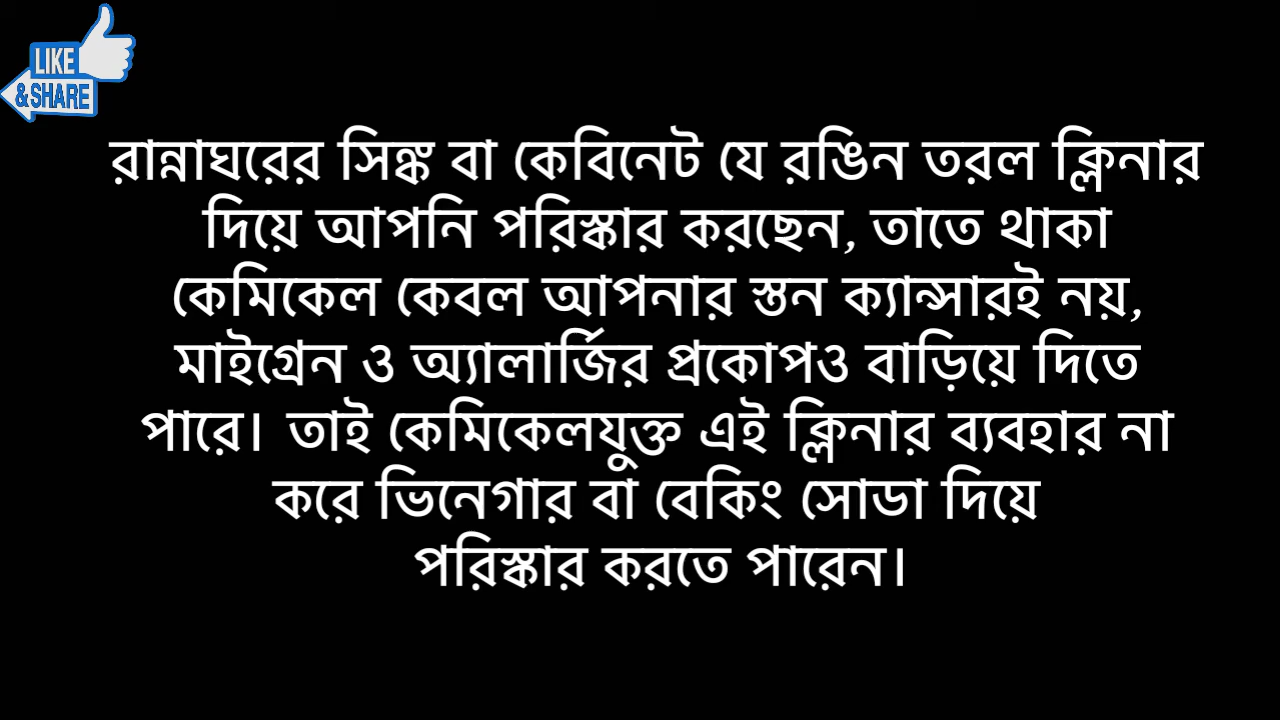 LIKE
&SHARE
রান্নাঘরের সিঙ্ক বা কেবিনেট যে রঙিন তরল ক্লিনার
দিয়ে আপনি পরিস্কার করছেন, তাতে থাকা
কেমিকেল কেবল আপনার স্তন ক্যান্সারই নয়,
মাইগ্রেন ও অ্যালার্জির প্রকোপও বাড়িয়ে দিতে
পারে। তাই কেমিকেলযুক্ত এই ক্লিনার ব্যবহার না
করে ভিনেগার বা বেকিং সোডা দিয়ে
পরিস্কার করতে পারেন।